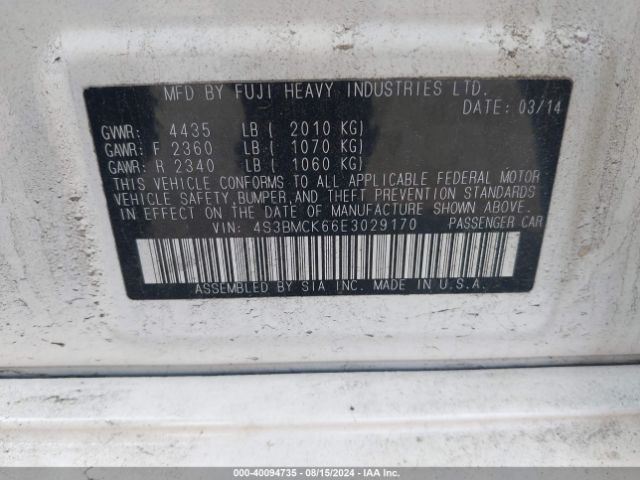 MFD BY FUJI HEAVY INDUSTRIES LTD.
DATE: 03/14
GVWR: 4435 LB ( 2010 KG)
GAWR: F 2360 LB ( 1070 KG)
GAWR: R 2340 LB ( 1060 KG)
THIS VEHICLE CONFORMS TO ALL APPLICABLE FEDERAL MOTOR
VEHICLE SAFETY, BUMPER, AND THEFT PREVENTION STANDARDS
IN EFFECT ON THE DATE OF MANUFACTURE SHOWN ABOVE.
VIN: 4S3BMCK66E3029170 PASSENGER CAR
ASSEMBLED BY SIA INC. MADE IN U.S.A.
000-40094735 - 08/15/2024 - IAA Inc.